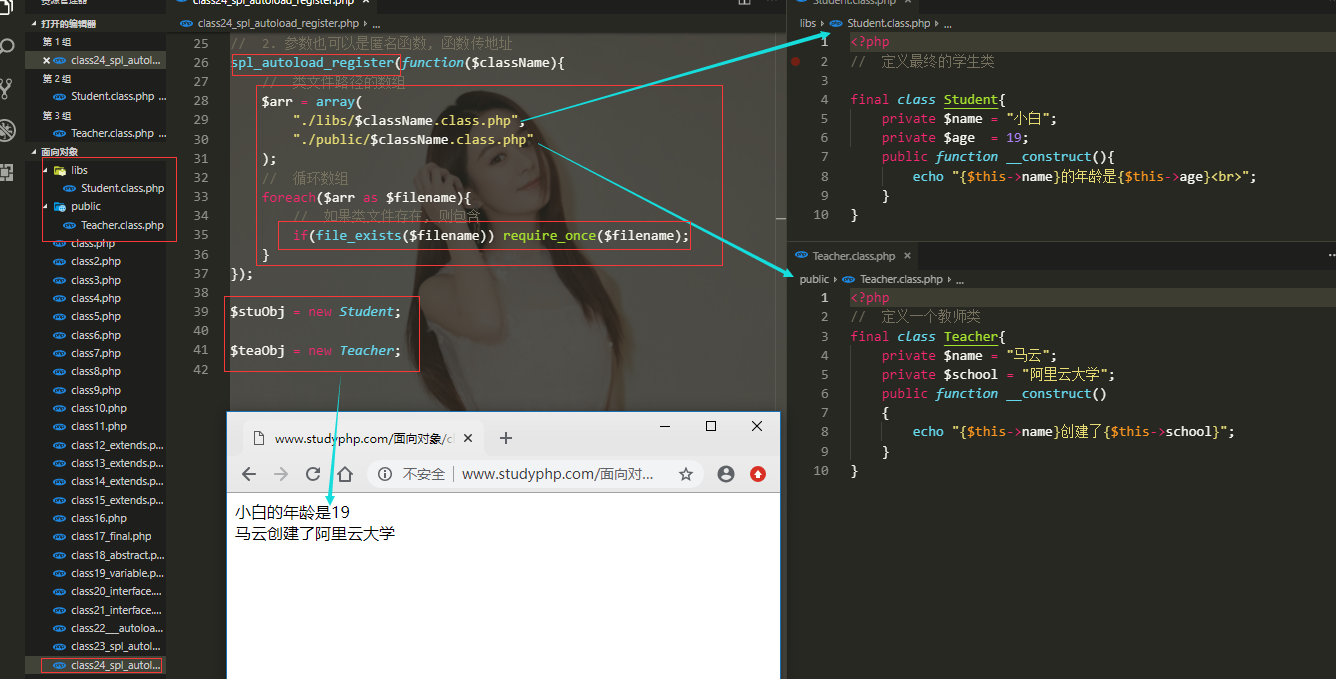 资源管理器
打开的编辑器
第 1 组
class24_spl_autol...
第 2 组
Student.class.php ...
第 3 组
Teacher.class.php ...
面向对象
libs
Student.class.php
public
Teacher.class.php
class.php
class2.php
class3.php
class4.php
class5.php
class6.php
class7.php
class8.php
class9.php
class10.php
class11.php
class12_extends.p...
class13_extends.p...
class14_extends.p...
class15_extends.p...
class16.php
class17_final.php
class18_abstract.p...
class19_variable.p...
class20_interface....
class21_interface....
class22___autoloa...
class23_spl_autol...
class24_spl_autol...
class24_spl_autoload_register.php
class24_spl_autoload_register.php ...
25 // 2. 参数也可以是匿名函数, 函数传地址
26 spl_autoload_register(function($className){
27 // 类文件路径的数组
28 $arr = array(
29 "./libs/$className.class.php",
30 "./public/$className.class.php"
31 );
32 // 循环数组
33 foreach($arr as $filename){
34 // 如果类文件存在, 则包含
35 if(file_exists($filename)) require_once($filename);
36 }
37 });
38
39 $stuObj = new Student;
40
41 $teaObj = new Teacher;
42
www.studyphp.com/面向对象/cl
不安全 www.studyphp.com/面向对...
小白的年龄是19
马云创建了阿里云大学
Student.class.php
libs Student.class.php ...
1 <?php
2 // 定义最终的学生类
3
4 final class Student{
5 private $name = "小白";
6 private $age = 19;
7 public function __construct(){
8 echo "{$this->name}的年龄是{$this->age}<br>";
9 }
10 }
Teacher.class.php
public Teacher.class.php ...
1 <?php
2 // 定义一个教师类
3 final class Teacher{
4 private $name = "马云";
5 private $school = "阿里云大学";
6 public function __construct()
7 {
8 echo "{$this->name}创建了{$this->school}";
9 }
10 }